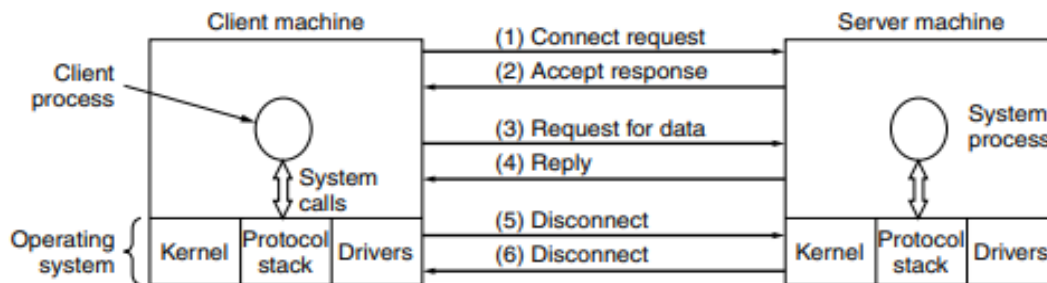 Client machine
Server machine
(1) Connect request
(2) Accept response
Client
process
(3) Request for data
System
process
(4) Reply
System
calls
(5) Disconnect
Operating
system
Kernel
Protocol
stack
Drivers
(6) Disconnect
Kernel
Protocol
stack
Drivers